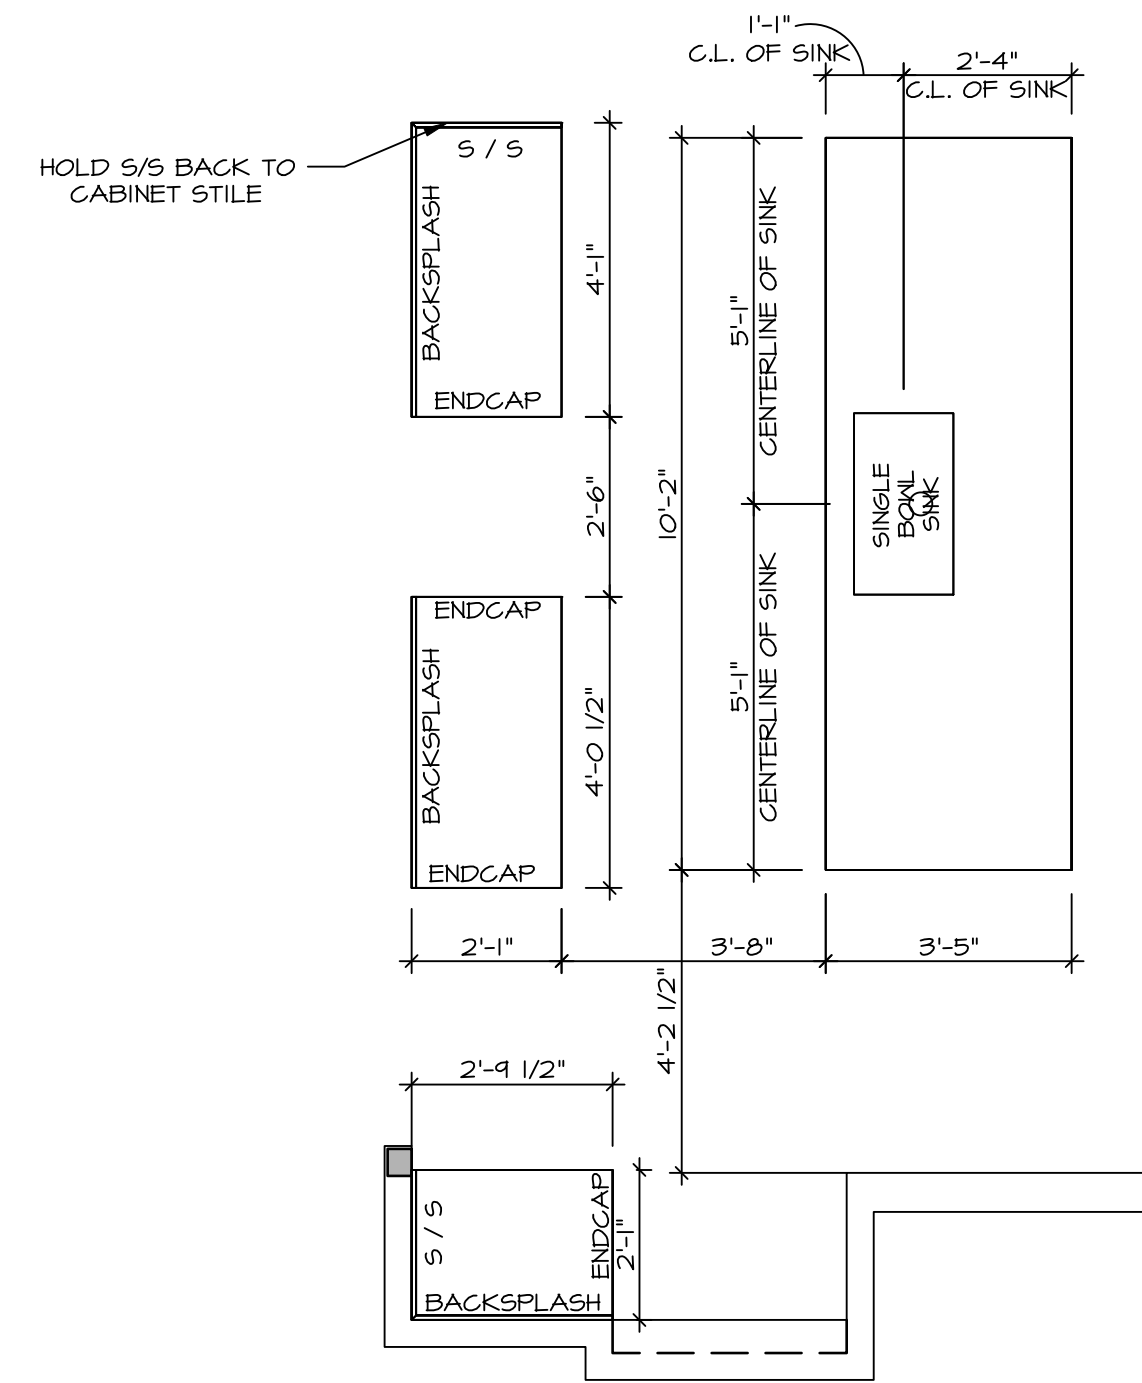 1'-1"
C.L. OF SINK
2'-4"
C.L. OF SINK
HOLD S/S BACK TO
CABINET STILE
S / S
BACKSPLASH
ENDCAP
4'-1"
2'-6"
10'-2"
5'-1"
CENTERLINE OF SINK
SINGLE
BOWL
SINK
ENDCAP
BACKSPLASH
ENDCAP
4'-0 1/2"
5'-1"
CENTERLINE OF SINK
2'-1"
3'-8"
3'-5"
4'-2 1/2"
2'-9 1/2"
S / S
ENDCAP
2'-1"
BACKSPLASH